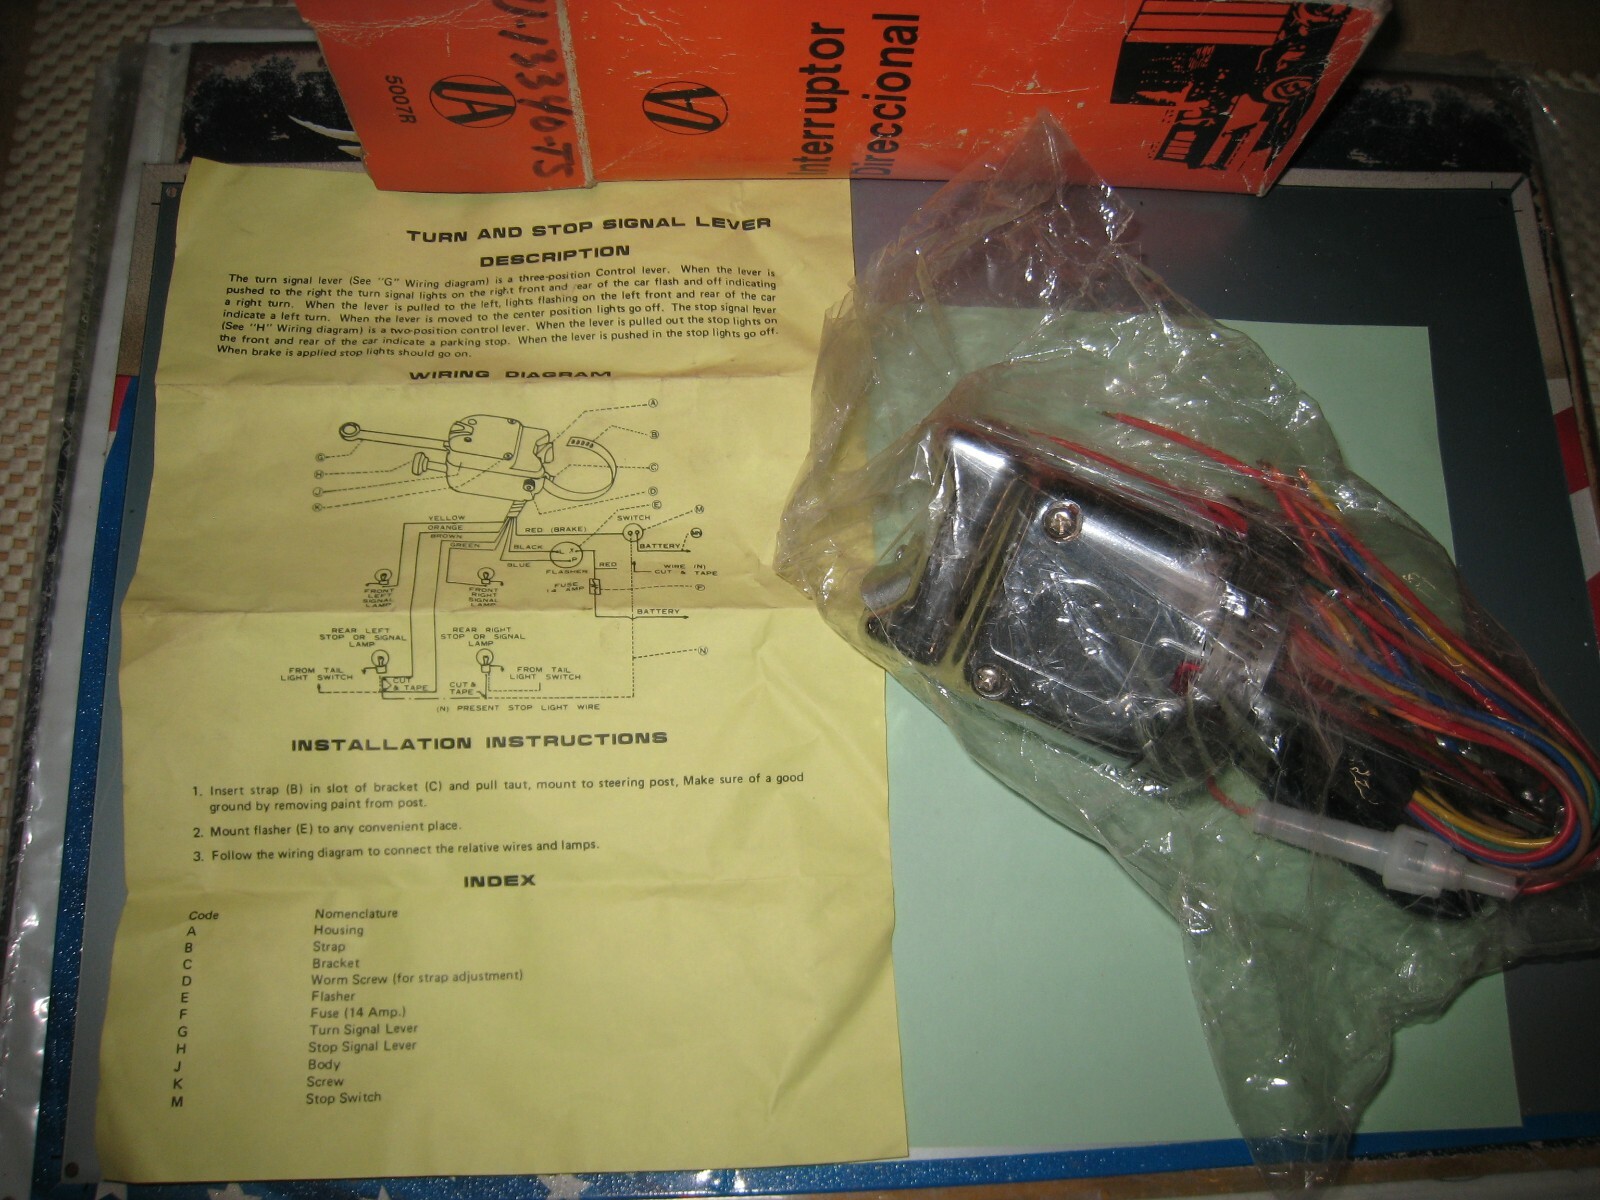 5007R
IA
U-13340-TS
IA
Interruptor
Direccional
TURN AND STOP SIGNAL LEVER
DESCRIPTION
The turn signal lever (See "G" Wiring diagram) is a three-position Control lever. When the lever is
pushed to the right the turn signal lights on the right front and rear of the car flash and off indicating
a right turn. When the lever is pulled to the left, lights flashing on the left front and rear of the car
indicate a left turn. When the lever is moved to the center position lights go off. The stop signal lever
(See "H" Wiring diagram) is a two-position control lever. When the lever is pulled out the stop lights on
the front and rear of the car indicate a parking stop. When the lever is pushed in the stop lights go off.
When brake is applied stop lights should go on.
WIRING DIAGRAM
A
B
C
D
E
G
H
J
K
M
YELLOW
ORANGE
BROWN
GREEN
RED (BRAKE)
SWITCH
BLACK
BLUE
L X
P
FLASHER
RED
BATTERY
WIRE (N)
CUT & TAPE
FUSE
14 AMP
F
BATTERY
FRONT
LEFT
SIGNAL
LAMP
FRONT
RIGHT
SIGNAL
LAMP
REAR LEFT
STOP OR SIGNAL
LAMP
REAR RIGHT
STOP OR SIGNAL
LAMP
N
FROM TAIL
LIGHT SWITCH
CUT
& TAPE
CUT &
TAPE
FROM TAIL
LIGHT SWITCH
(N) PRESENT STOP LIGHT WIRE
INSTALLATION INSTRUCTIONS
1. Insert strap (B) in slot of bracket (C) and pull taut, mount to steering post, Make sure of a good
ground by removing paint from post.
2. Mount flasher (E) to any convenient place.
3. Follow the wiring diagram to connect the relative wires and lamps.
INDEX
Code Nomenclature
A Housing
B Strap
C Bracket
D Worm Screw (for strap adjustment)
E Flasher
F Fuse (14 Amp.)
G Turn Signal Lever
H Stop Signal Lever
J Body
K Screw
M Stop Switch